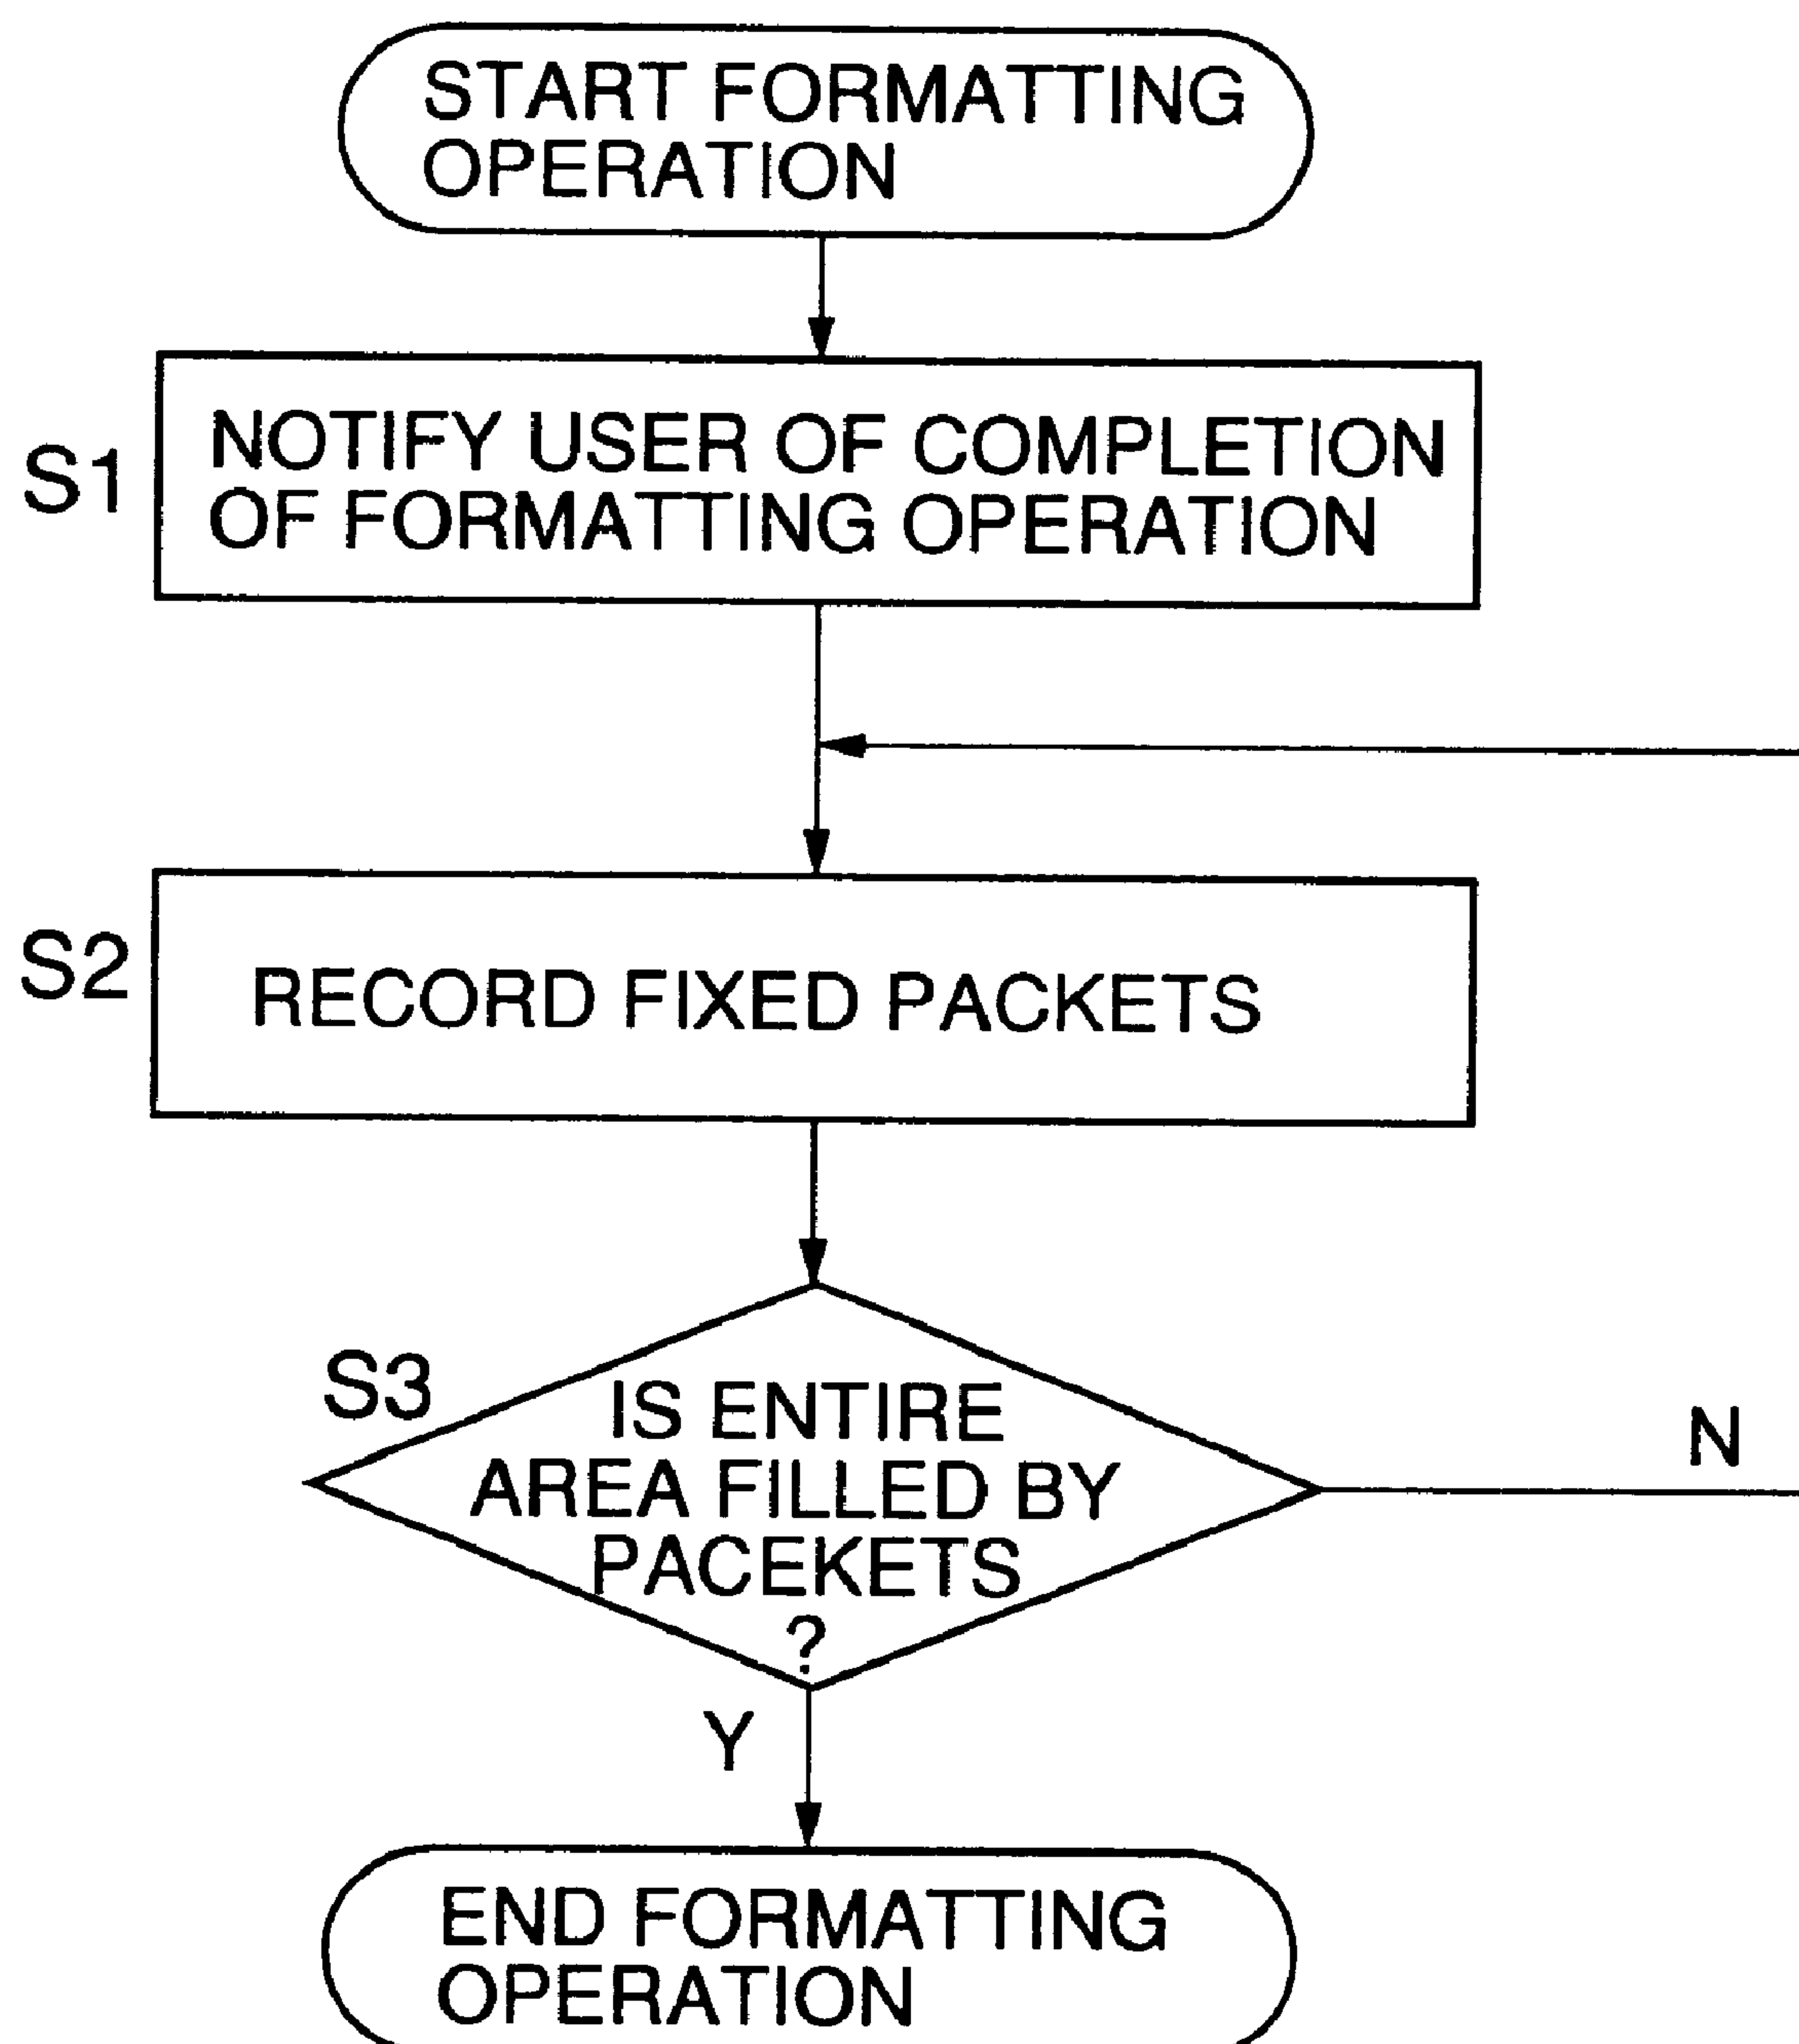 START FORMATTING
OPERATION
S1
NOTIFY USER OF COMPLETION
OF FORMATTING OPERATION
S2
RECORD FIXED PACKETS
S3
IS ENTIRE
AREA FILLED BY
PACEKETS
?
N
Y
END FORMATTING
OPERATION